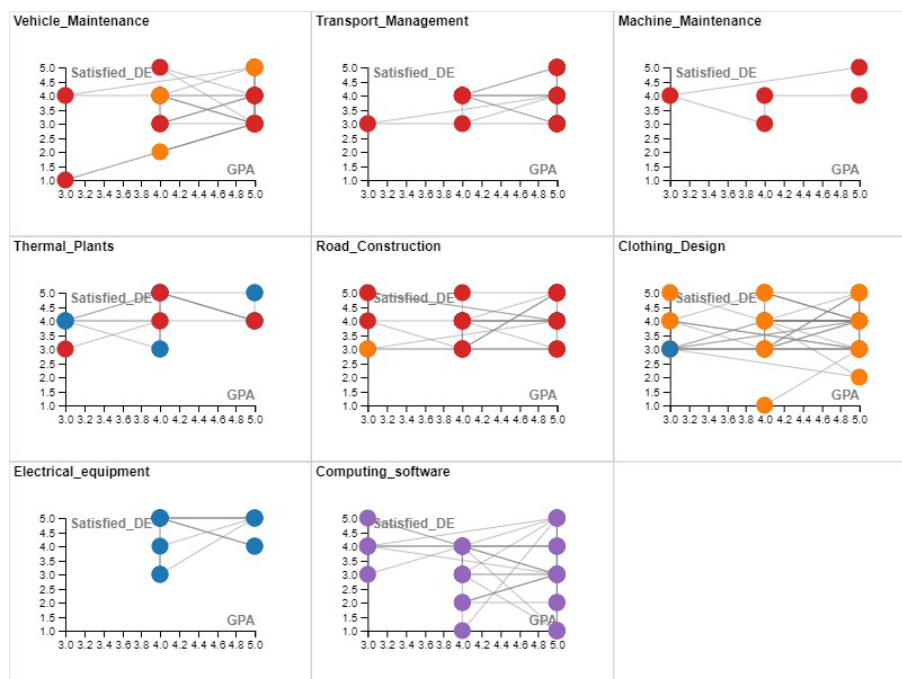 Vehicle_Maintenance
Satisfied_DE
5.0
4.5
4.0
3.5
3.0
2.5
2.0
1.5
1.0
GPA
3.0 3.2 3.4 3.6 3.8 4.0 4.2 4.4 4.6 4.8 5.0
Transport_Management
Satisfied_DE
5.0
4.5
4.0
3.5
3.0
2.5
2.0
1.5
1.0
GPA
3.0 3.2 3.4 3.6 3.8 4.0 4.2 4.4 4.6 4.8 5.0
Machine_Maintenance
Satisfied_DE
5.0
4.5
4.0
3.5
3.0
2.5
2.0
1.5
1.0
GPA
3.0 3.2 3.4 3.6 3.8 4.0 4.2 4.4 4.6 4.8 5.0
Thermal_Plants
Satisfied_DE
5.0
4.5
4.0
3.5
3.0
2.5
2.0
1.5
1.0
GPA
3.0 3.2 3.4 3.6 3.8 4.0 4.2 4.4 4.6 4.8 5.0
Road_Construction
Satisfied_DE
5.0
4.5
4.0
3.5
3.0
2.5
2.0
1.5
1.0
GPA
3.0 3.2 3.4 3.6 3.8 4.0 4.2 4.4 4.6 4.8 5.0
Clothing_Design
Satisfied_DE
5.0
4.5
4.0
3.5
3.0
2.5
2.0
1.5
1.0
GPA
3.0 3.2 3.4 3.6 3.8 4.0 4.2 4.4 4.6 4.8 5.0
Electrical_equipment
Satisfied_DE
5.0
4.5
4.0
3.5
3.0
2.5
2.0
1.5
1.0
GPA
3.0 3.2 3.4 3.6 3.8 4.0 4.2 4.4 4.6 4.8 5.0
Computing_software
Satisfied_DE
5.0
4.5
4.0
3.5
3.0
2.5
2.0
1.5
1.0
GPA
3.0 3.2 3.4 3.6 3.8 4.0 4.2 4.4 4.6 4.8 5.0